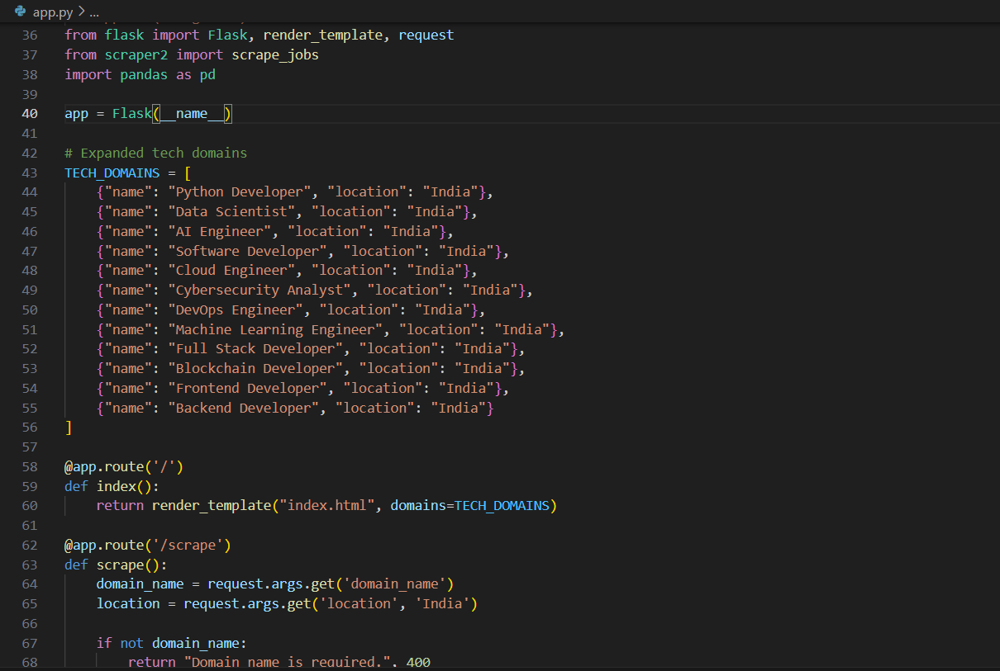 app.py > ...
36 from flask import Flask, render_template, request
37 from scraper2 import scrape_jobs
38 import pandas as pd
39
40 app = Flask(__name__)
41
42 # Expanded tech domains
43 TECH_DOMAINS = [
44     {"name": "Python Developer", "location": "India"},
45     {"name": "Data Scientist", "location": "India"},
46     {"name": "AI Engineer", "location": "India"},
47     {"name": "Software Developer", "location": "India"},
48     {"name": "Cloud Engineer", "location": "India"},
49     {"name": "Cybersecurity Analyst", "location": "India"},
50     {"name": "DevOps Engineer", "location": "India"},
51     {"name": "Machine Learning Engineer", "location": "India"},
52     {"name": "Full Stack Developer", "location": "India"},
53     {"name": "Blockchain Developer", "location": "India"},
54     {"name": "Frontend Developer", "location": "India"},
55     {"name": "Backend Developer", "location": "India"}
56 ]
57
58 @app.route('/')
59 def index():
60     return render_template("index.html", domains=TECH_DOMAINS)
61
62 @app.route('/scrape')
63 def scrape():
64     domain_name = request.args.get('domain_name')
65     location = request.args.get('location', 'India')
66
67     if not domain_name:
68         return "Domain name is required.", 400